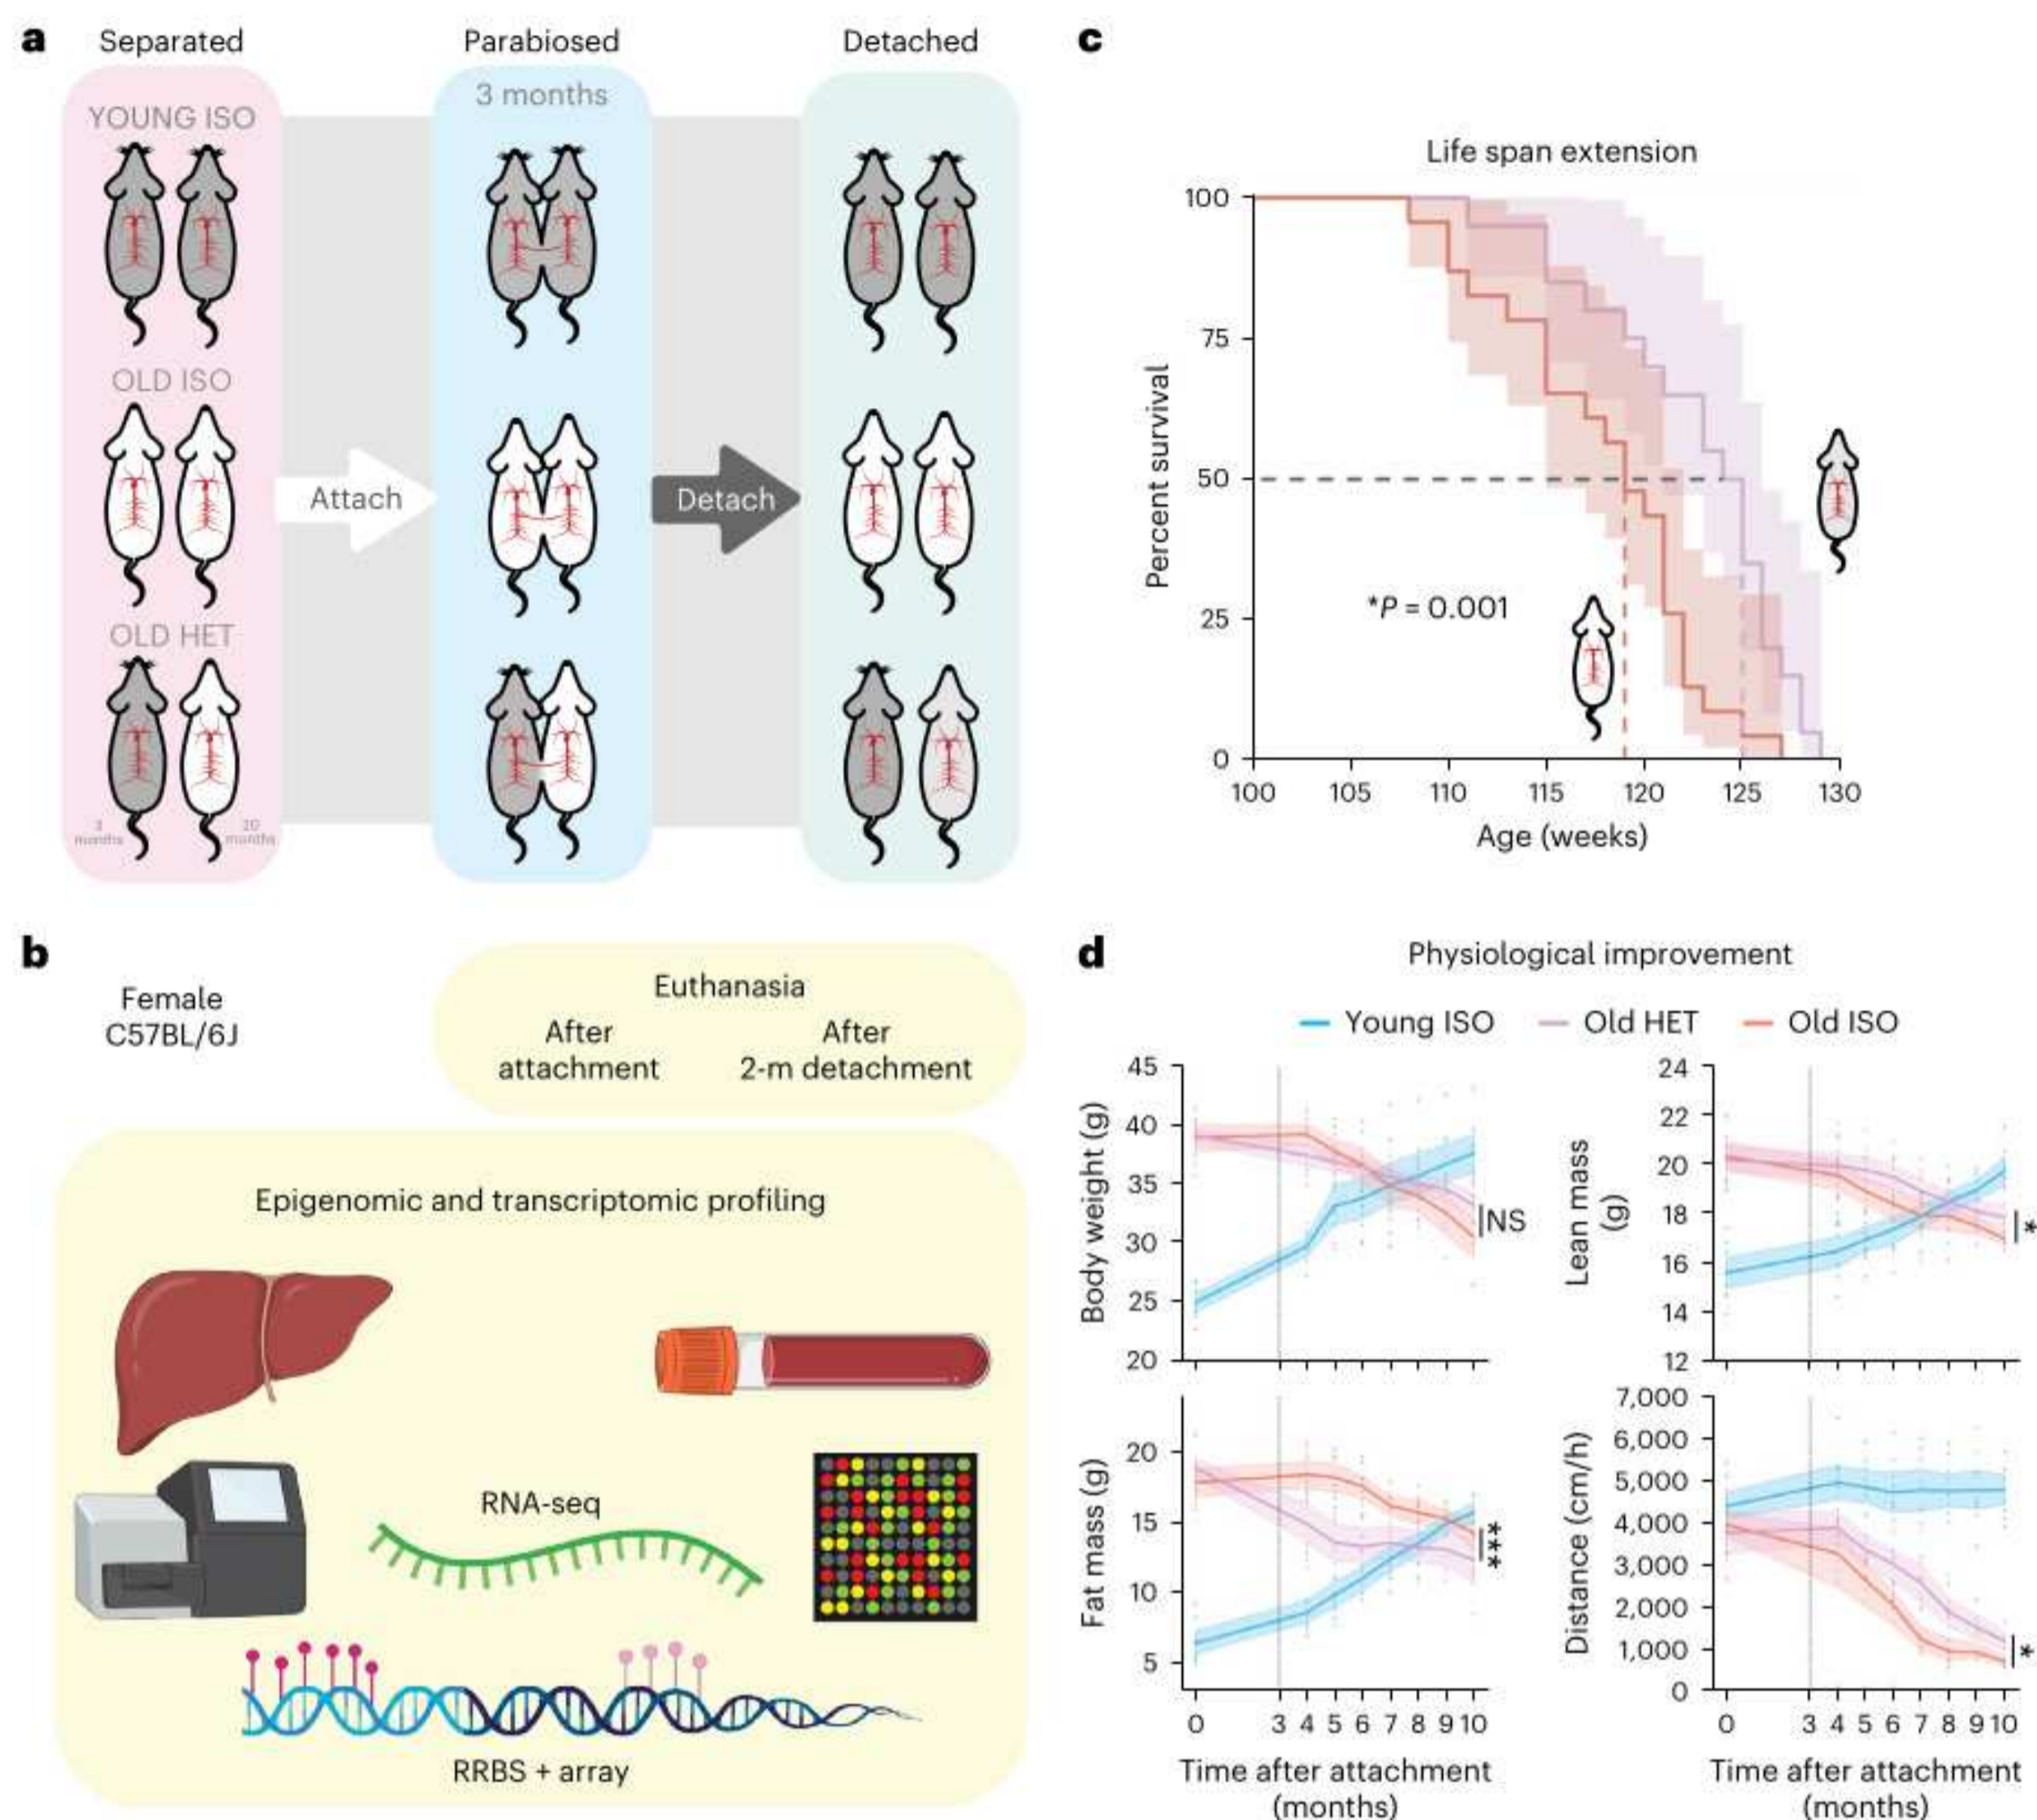 a
Separated
Parabiosed
Detached
YOUNG ISO
3 months
OLD ISO
Attach
Detach
OLD HET
3
months
20
months
b
Female
C57BL/6J
Euthanasia
After
attachment
After
2-m detachment
Epigenomic and transcriptomic profiling
RNA-seq
RRBS + array
c
Life span extension
Percent survival
100
75
50
25
0
*P = 0.001
100 105 110 115 120 125 130
Age (weeks)
d
Physiological improvement
Young ISO Old HET Old ISO
Body weight (g)
45
40
35
30
25
20
NS
Lean mass
(g)
24
22
20
18
16
14
12
*
Fat mass (g)
20
15
10
5
***
0 3 4 5 6 7 8 9 10
Time after attachment
(months)
Distance (cm/h)
7,000
6,000
5,000
4,000
3,000
2,000
1,000
0
*
0 3 4 5 6 7 8 9 10
Time after attachment
(months)